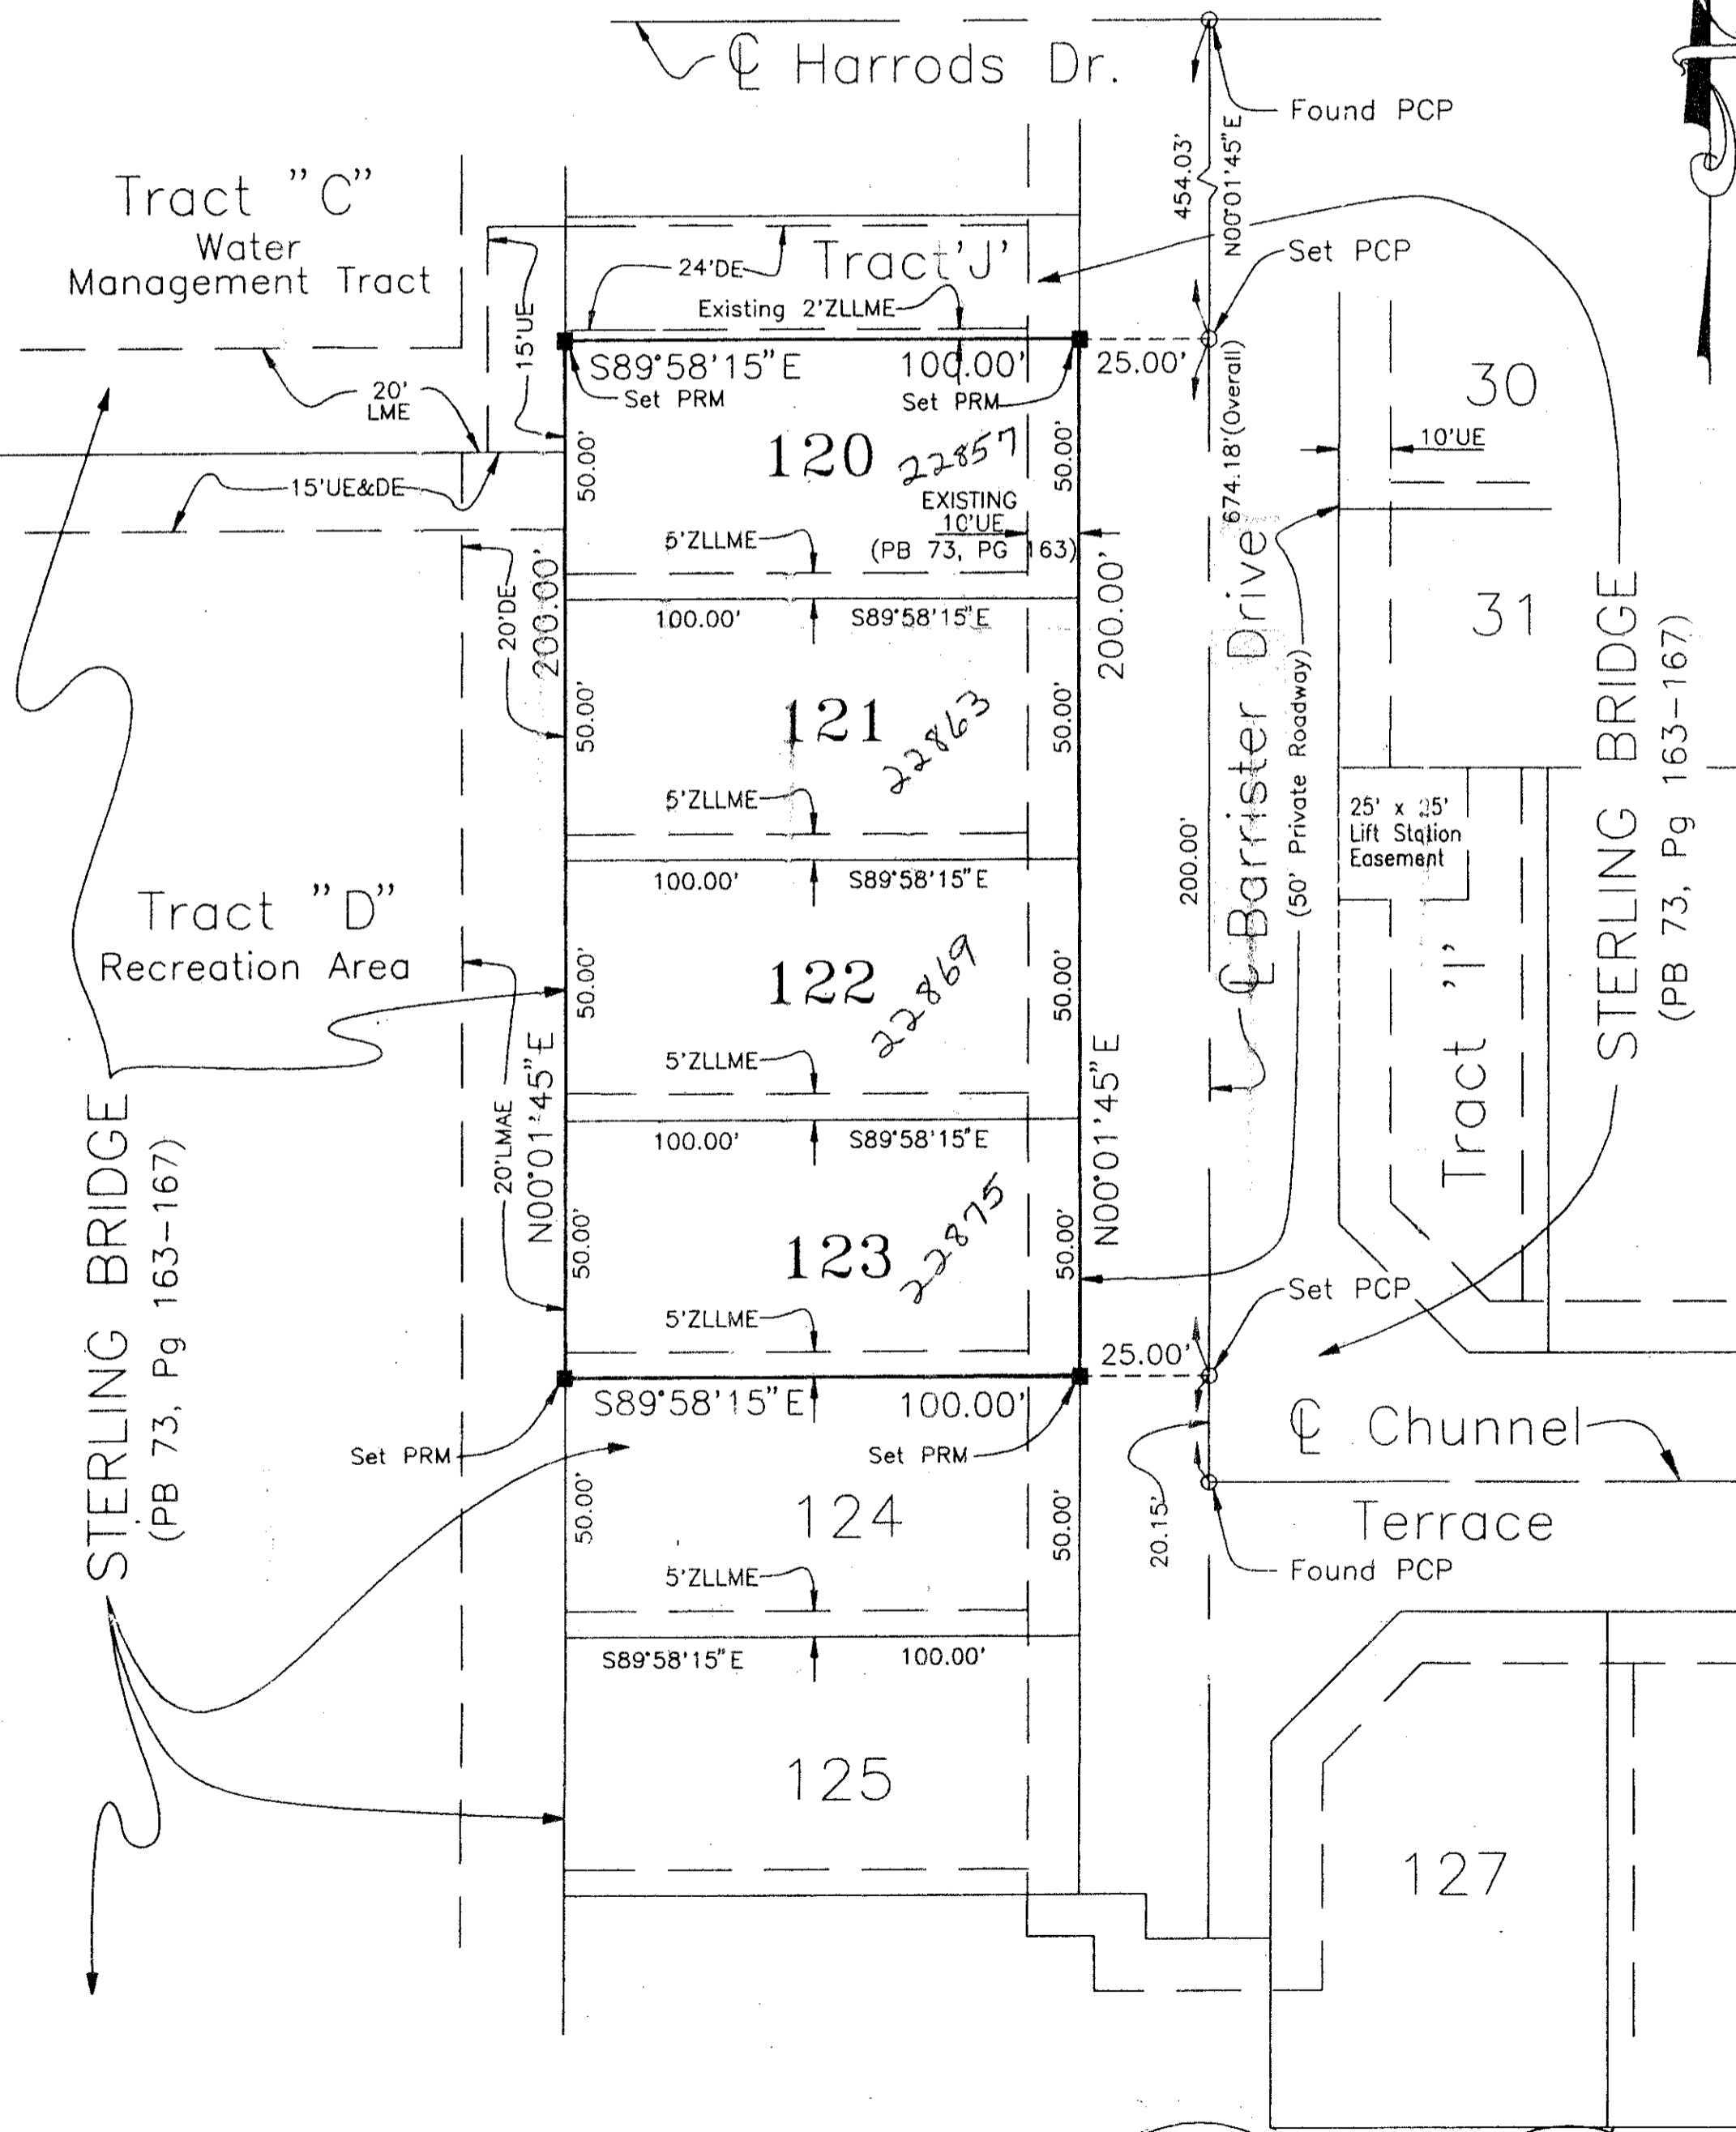 ℄ Harrods Dr.
Found PCP
454.03'
N00°01'45"E
Tract "C"
Water
Management Tract
15'UE
24'DE
Tract'J'
Set PCP
Existing 2'ZLLME
S89°58'15"E
100.00'
25.00'
Set PRM
Set PRM
20'
LME
674.18'(Overall)
30
10'UE
50.00'
120
22857
50.00'
15'UE&DE
EXISTING
10'UE
(PB 73, PG 163)
5'ZLLME
20'DE
200.00'
200.00'
100.00'
S89°58'15"E
31
50.00'
121
22863
50.00'
℄ Barrister Drive
(50' Private Roadway)
STERLING BRIDGE
(PB 73, Pg 163-167)
5'ZLLME
25' x 25'
Lift Station
Easement
200.00'
100.00'
S89°58'15"E
Tract "D"
Recreation Area
50.00'
122
22869
50.00'
Tract 'I'
5'ZLLME
20'LMAE
N00°01'45"E
N00°01'45"E
100.00'
S89°58'15"E
STERLING BRIDGE
(PB 73, Pg 163-167)
50.00'
123
22875
50.00'
Set PCP
5'ZLLME
25.00'
S89°58'15"E
100.00'
℄ Chunnel
Terrace
Set PRM
Set PRM
50.00'
124
50.00'
20.15'
Found PCP
5'ZLLME
S89°58'15"E
100.00'
125
127